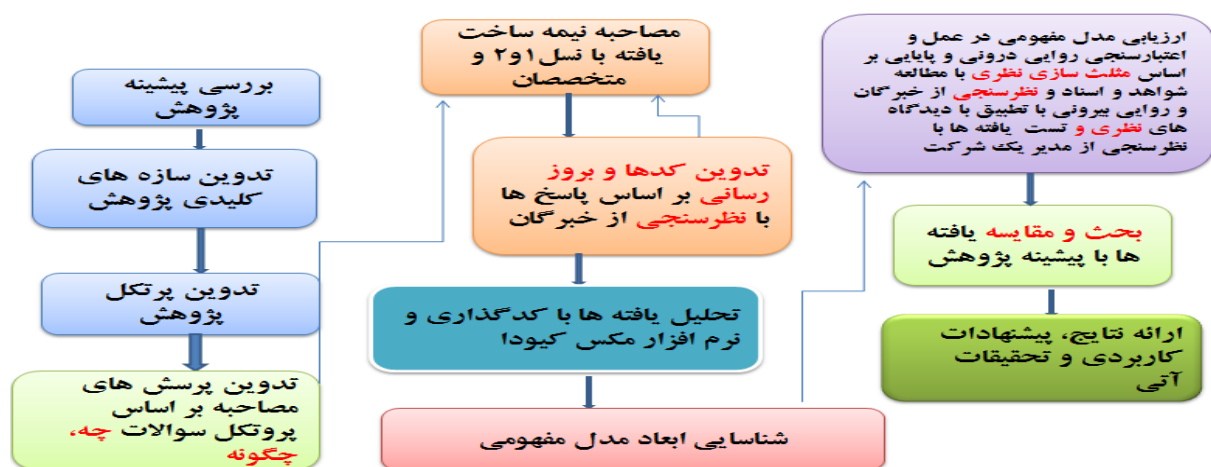 بررسی پیشینه
پژوهش
تدوین سازه های
کلیدی پژوهش
تدوین پرتکل
پژوهش
تدوین پرسش های
مصاحبه بر اساس
پروتکل سوالات چه،
چگونه
مصاحبه نیمه ساخت
یافته با نسل۱و۲ و
متخصصان
تدوین کدها و بروز
رسانی بر اساس پاسخ ها
با نظرسنجی از خبرگان
تحلیل یافته ها با کدگذاری و
نرم افزار مکس کیودا
شناسایی ابعاد مدل مفهومی
ارزیابی مدل مفهومی در عمل و
اعتبارسنجی روایی درونی و پایایی بر
اساس مثلث سازی نظری با مطالعه
شواهد و اسناد و نظرسنجی از خبرگان
و روایی بیرونی با تطبیق با دیدگاه
های نظری و تست یافته ها با
نظرسنجی از مدیر یک شرکت
بحث و مقایسه یافته
ها با پیشینه پژوهش
ارائه نتایج، پیشنهادات
کاربردی و تحقیقات
آتی